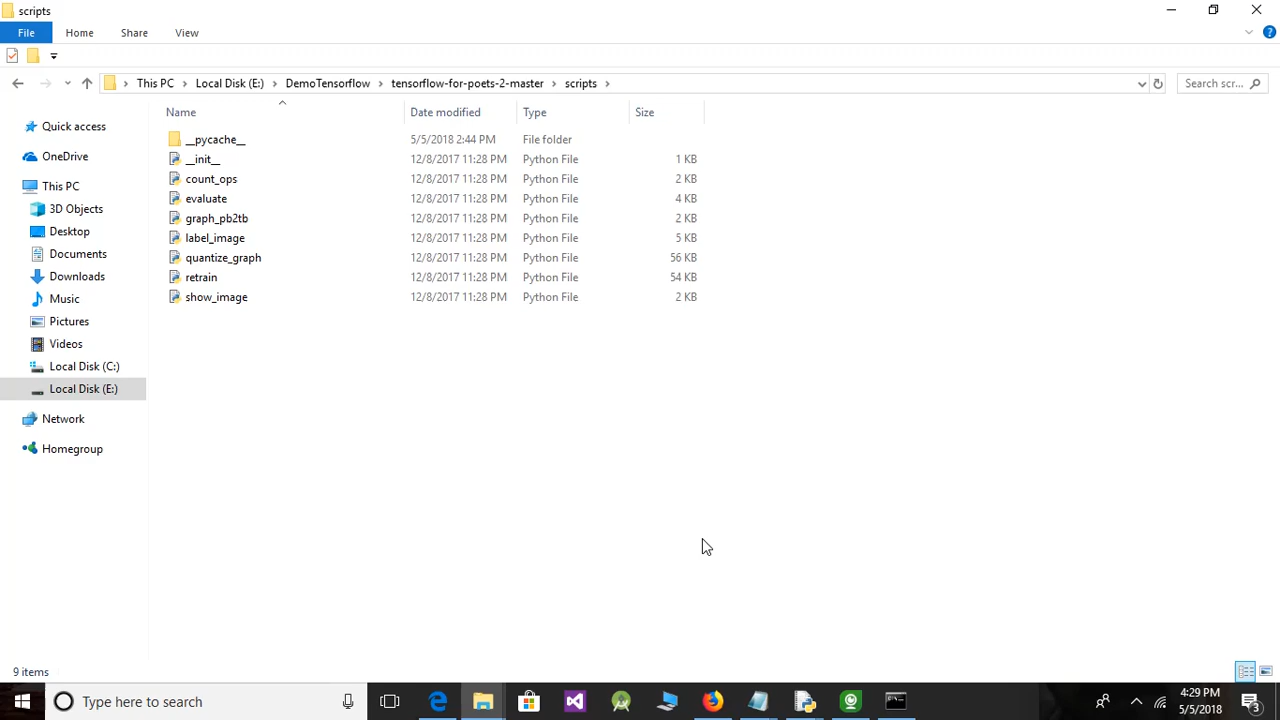 scripts
File Home Share View
This PC Local Disk (E:) DemoTensorflow tensorflow-for-poets-2-master scripts Search scr...
Name Date modified Type Size
Quick access
OneDrive
This PC
3D Objects
Desktop
Documents
Downloads
Music
Pictures
Videos
Local Disk (C:)
Local Disk (E:)
Network
Homegroup
__pycache__ 5/5/2018 2:44 PM File folder
__init__ 12/8/2017 11:28 PM Python File 1 KB
count_ops 12/8/2017 11:28 PM Python File 2 KB
evaluate 12/8/2017 11:28 PM Python File 4 KB
graph_pb2tb 12/8/2017 11:28 PM Python File 2 KB
label_image 12/8/2017 11:28 PM Python File 5 KB
quantize_graph 12/8/2017 11:28 PM Python File 56 KB
retrain 12/8/2017 11:28 PM Python File 54 KB
show_image 12/8/2017 11:28 PM Python File 2 KB
9 items
Type here to search
4:29 PM
5/5/2018
3